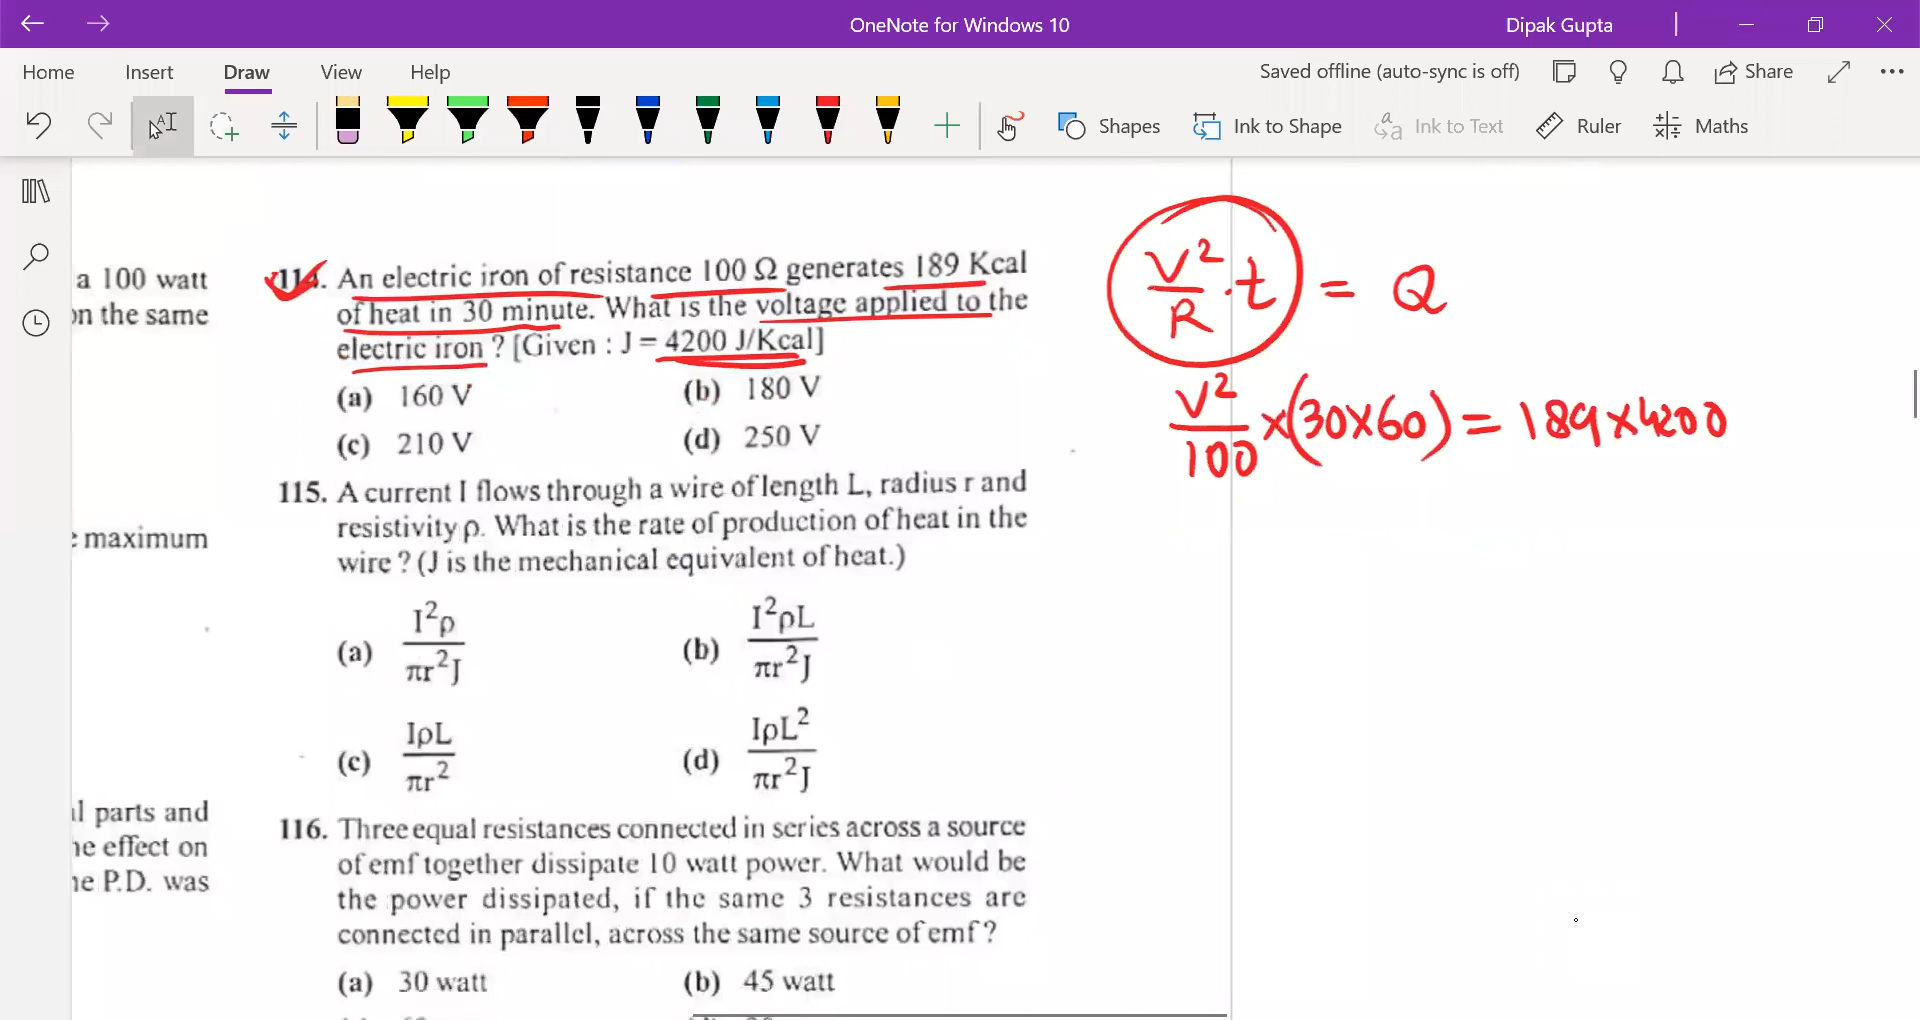 OneNote for Windows 10
Dipak Gupta
Home Insert Draw View Help
Saved offline (auto-sync is off) Share
Shapes Ink to Shape Ink to Text Ruler Maths
a 100 watt
on the same
maximum
parts and
effect on
P.D. was
114. An electric iron of resistance 100 Ω generates 189 Kcal
of heat in 30 minute. What is the voltage applied to the
electric iron ? [Given : J = 4200 J/Kcal]
(a) 160 V (b) 180 V
(c) 210 V (d) 250 V
115. A current I flows through a wire of length L, radius r and
resistivity ρ. What is the rate of production of heat in the
wire ? (J is the mechanical equivalent of heat.)
(a) I²ρ / πr²J (b) I²ρL / πr²J
(c) IρL / πr² (d) IρL² / πr²J
116. Three equal resistances connected in series across a source
of emf together dissipate 10 watt power. What would be
the power dissipated, if the same 3 resistances are
connected in parallel, across the same source of emf ?
(a) 30 watt (b) 45 watt
V²/R · t = Q
V²/100 × (30×60) = 189×4200